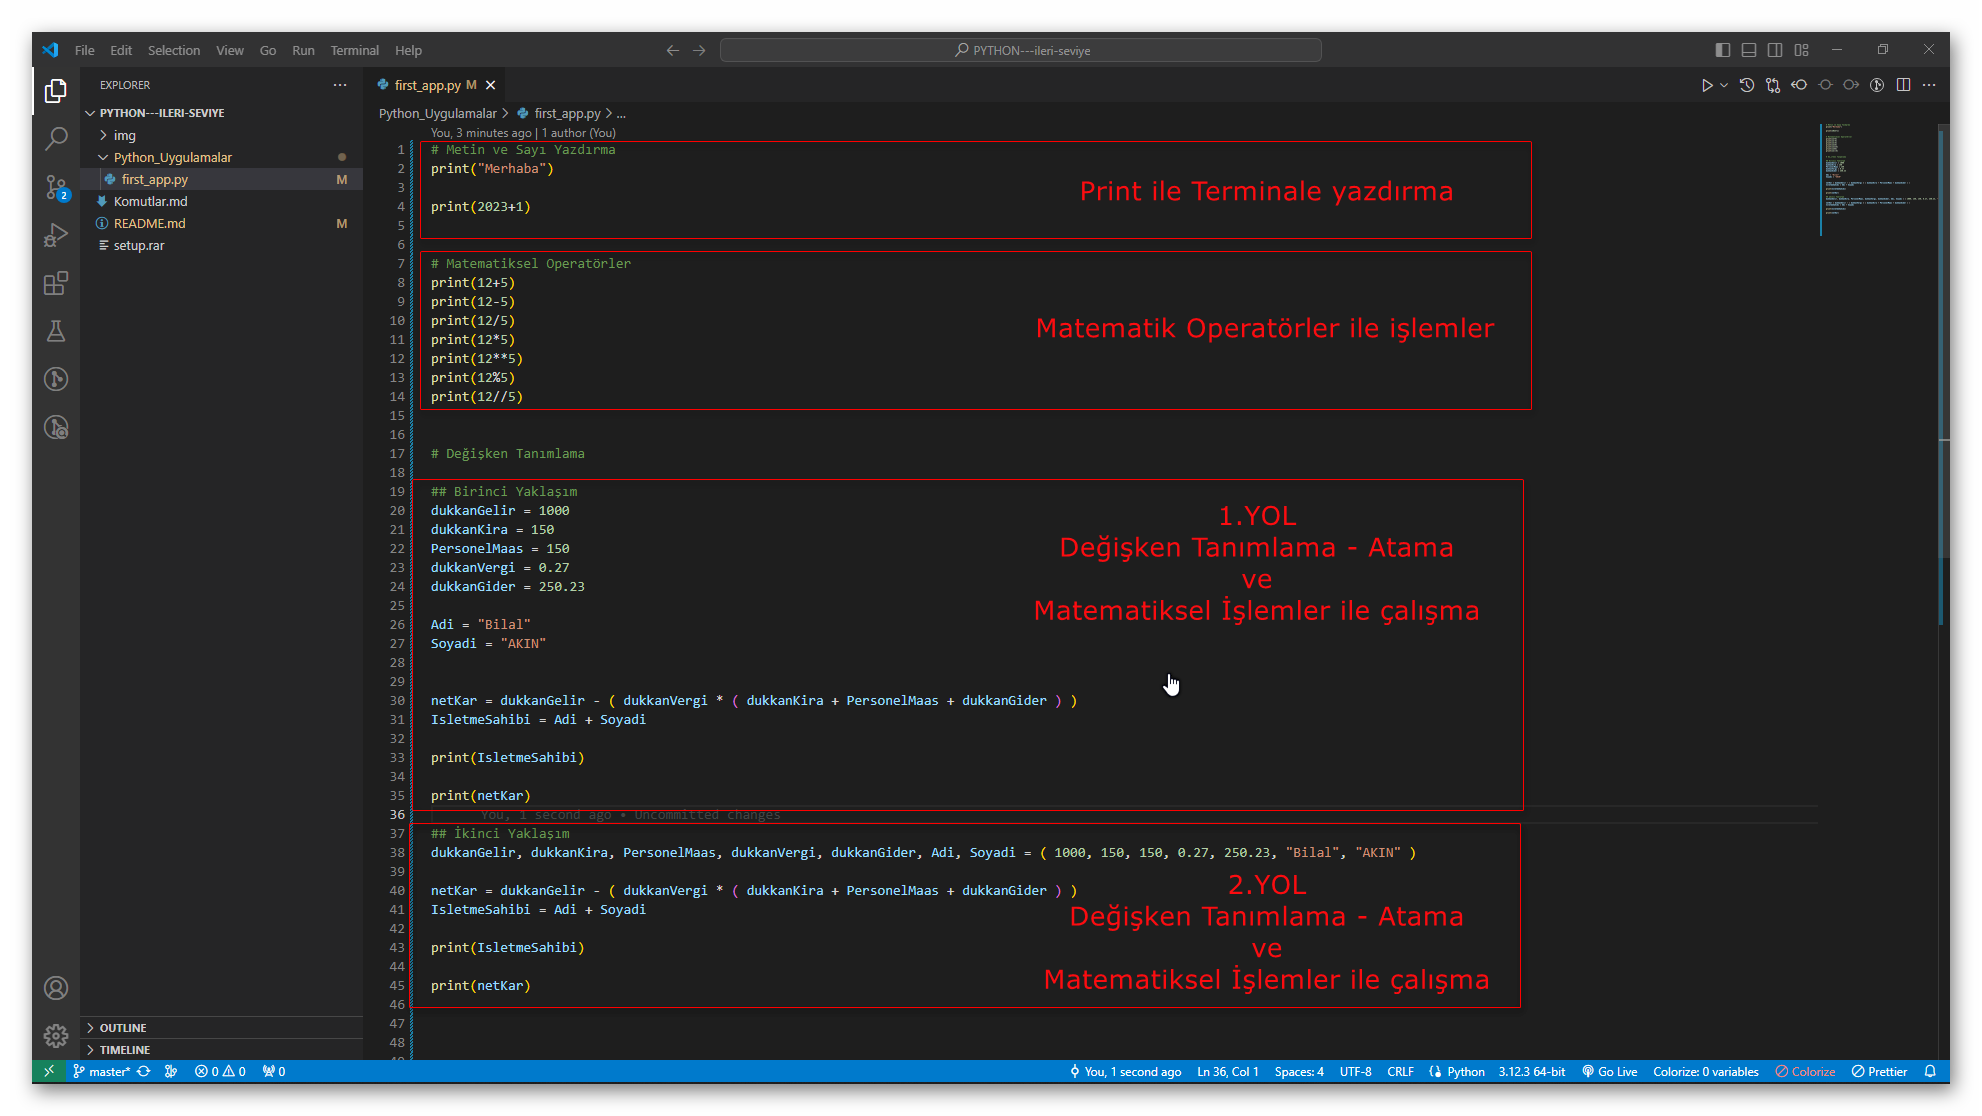 File Edit Selection View Go Run Terminal Help
PYTHON---ileri-seviye
EXPLORER
PYTHON---ILERI-SEVIYE
img
Python_Uygulamalar
first_app.py M
Komutlar.md
README.md M
setup.rar
OUTLINE
TIMELINE
2
first_app.py M
Python_Uygulamalar > first_app.py > ...
You, 3 minutes ago | 1 author (You)
1 # Metin ve Sayı Yazdırma
2 print("Merhaba")
3
4 print(2023+1)
5
6
7 # Matematiksel Operatörler
8 print(12+5)
9 print(12-5)
10 print(12/5)
11 print(12*5)
12 print(12**5)
13 print(12%5)
14 print(12//5)
15
16
17 # Değişken Tanımlama
18
19 ## Birinci Yaklaşım
20 dukkanGelir = 1000
21 dukkanKira = 150
22 PersonelMaas = 150
23 dukkanVergi = 0.27
24 dukkanGider = 250.23
25
26 Adi = "Bilal"
27 Soyadi = "AKIN"
28
29
30 netKar = dukkanGelir - ( dukkanVergi * ( dukkanKira + PersonelMaas + dukkanGider ) )
31 IsletmeSahibi = Adi + Soyadi
32
33 print(IsletmeSahibi)
34
35 print(netKar)
36 You, 1 second ago • Uncommitted changes
37 ## İkinci Yaklaşım
38 dukkanGelir, dukkanKira, PersonelMaas, dukkanVergi, dukkanGider, Adi, Soyadi = ( 1000, 150, 150, 0.27, 250.23, "Bilal", "AKIN" )
39
40 netKar = dukkanGelir - ( dukkanVergi * ( dukkanKira + PersonelMaas + dukkanGider ) )
41 IsletmeSahibi = Adi + Soyadi
42
43 print(IsletmeSahibi)
44
45 print(netKar)
46
47
48
Print ile Terminale yazdırma
Matematik Operatörler ile işlemler
1.YOL
Değişken Tanımlama - Atama
ve
Matematiksel İşlemler ile çalışma
2.YOL
Değişken Tanımlama - Atama
ve
Matematiksel İşlemler ile çalışma
master* 0 0 0 You, 1 second ago Ln 36, Col 1 Spaces: 4 UTF-8 CRLF Python 3.12.3 64-bit Go Live Colorize: 0 variables Colorize Prettier